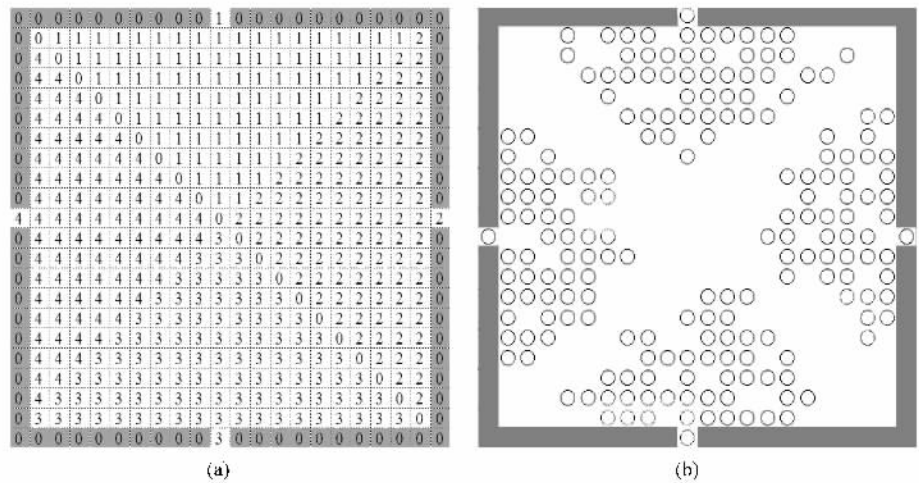 0 0 0 0 0 0 0 0 0 0 1 0 0 0 0 0 0 0 0 0 0 0
0 0 1 1 1 1 1 1 1 1 1 1 1 1 1 1 1 1 1 1 2 0
0 4 0 1 1 1 1 1 1 1 1 1 1 1 1 1 1 1 1 2 2 0
0 4 4 0 1 1 1 1 1 1 1 1 1 1 1 1 1 1 2 2 2 0
0 4 4 4 0 1 1 1 1 1 1 1 1 1 1 1 1 2 2 2 2 0
0 4 4 4 4 0 1 1 1 1 1 1 1 1 1 1 2 2 2 2 2 0
0 4 4 4 4 4 0 1 1 1 1 1 1 1 1 2 2 2 2 2 2 0
0 4 4 4 4 4 4 0 1 1 1 1 1 1 2 2 2 2 2 2 2 0
0 4 4 4 4 4 4 4 0 1 1 1 1 2 2 2 2 2 2 2 2 0
0 4 4 4 4 4 4 4 4 0 1 1 2 2 2 2 2 2 2 2 2 0
4 4 4 4 4 4 4 4 4 4 0 2 2 2 2 2 2 2 2 2 2 2
0 4 4 4 4 4 4 4 4 4 3 0 2 2 2 2 2 2 2 2 2 0
0 4 4 4 4 4 4 4 4 3 3 3 0 2 2 2 2 2 2 2 2 0
0 4 4 4 4 4 4 4 3 3 3 3 3 0 2 2 2 2 2 2 2 0
0 4 4 4 4 4 4 3 3 3 3 3 3 3 0 2 2 2 2 2 2 0
0 4 4 4 4 4 3 3 3 3 3 3 3 3 3 0 2 2 2 2 2 0
0 4 4 4 4 3 3 3 3 3 3 3 3 3 3 3 0 2 2 2 2 0
0 4 4 4 3 3 3 3 3 3 3 3 3 3 3 3 3 0 2 2 2 0
0 4 4 3 3 3 3 3 3 3 3 3 3 3 3 3 3 3 0 2 2 0
0 4 3 3 3 3 3 3 3 3 3 3 3 3 3 3 3 3 3 0 2 0
0 3 3 3 3 3 3 3 3 3 3 3 3 3 3 3 3 3 3 3 0 0
0 0 0 0 0 0 0 0 0 0 3 0 0 0 0 0 0 0 0 0 0 0
(a)
(b)